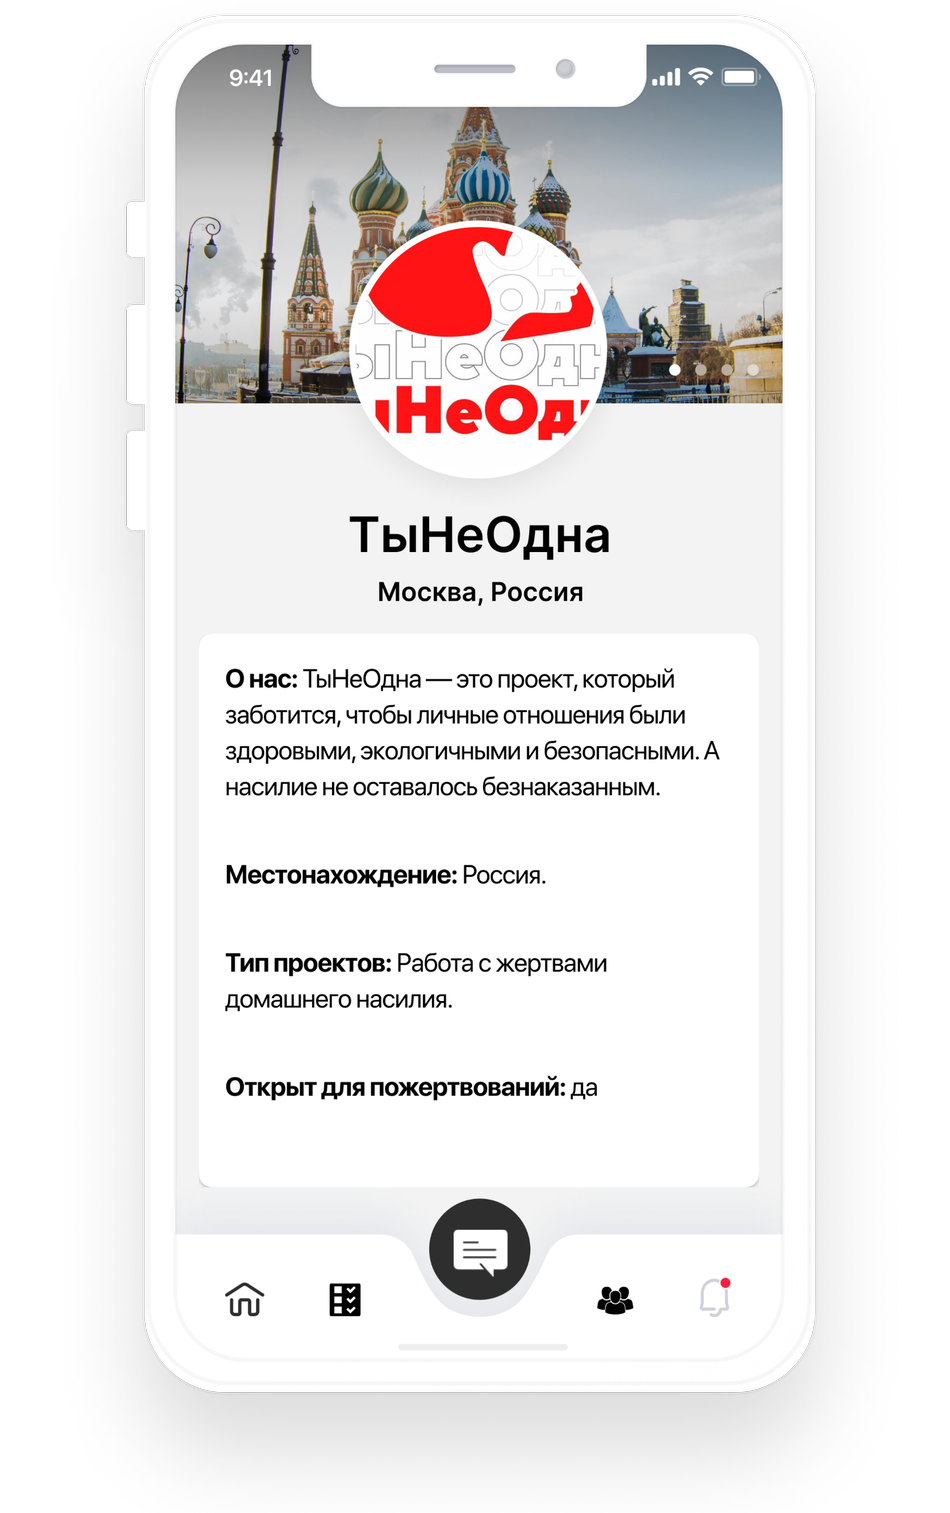 9:41
ыНеОдн
ыНеОд
ТыНеОдна
Москва, Россия
О нас: ТыНеОдна — это проект, который
заботится, чтобы личные отношения были
здоровыми, экологичными и безопасными. А
насилие не оставалось безнаказанным.
Местонахождение: Россия.
Тип проектов: Работа с жертвами
домашнего насилия.
Открыт для пожертвований: да